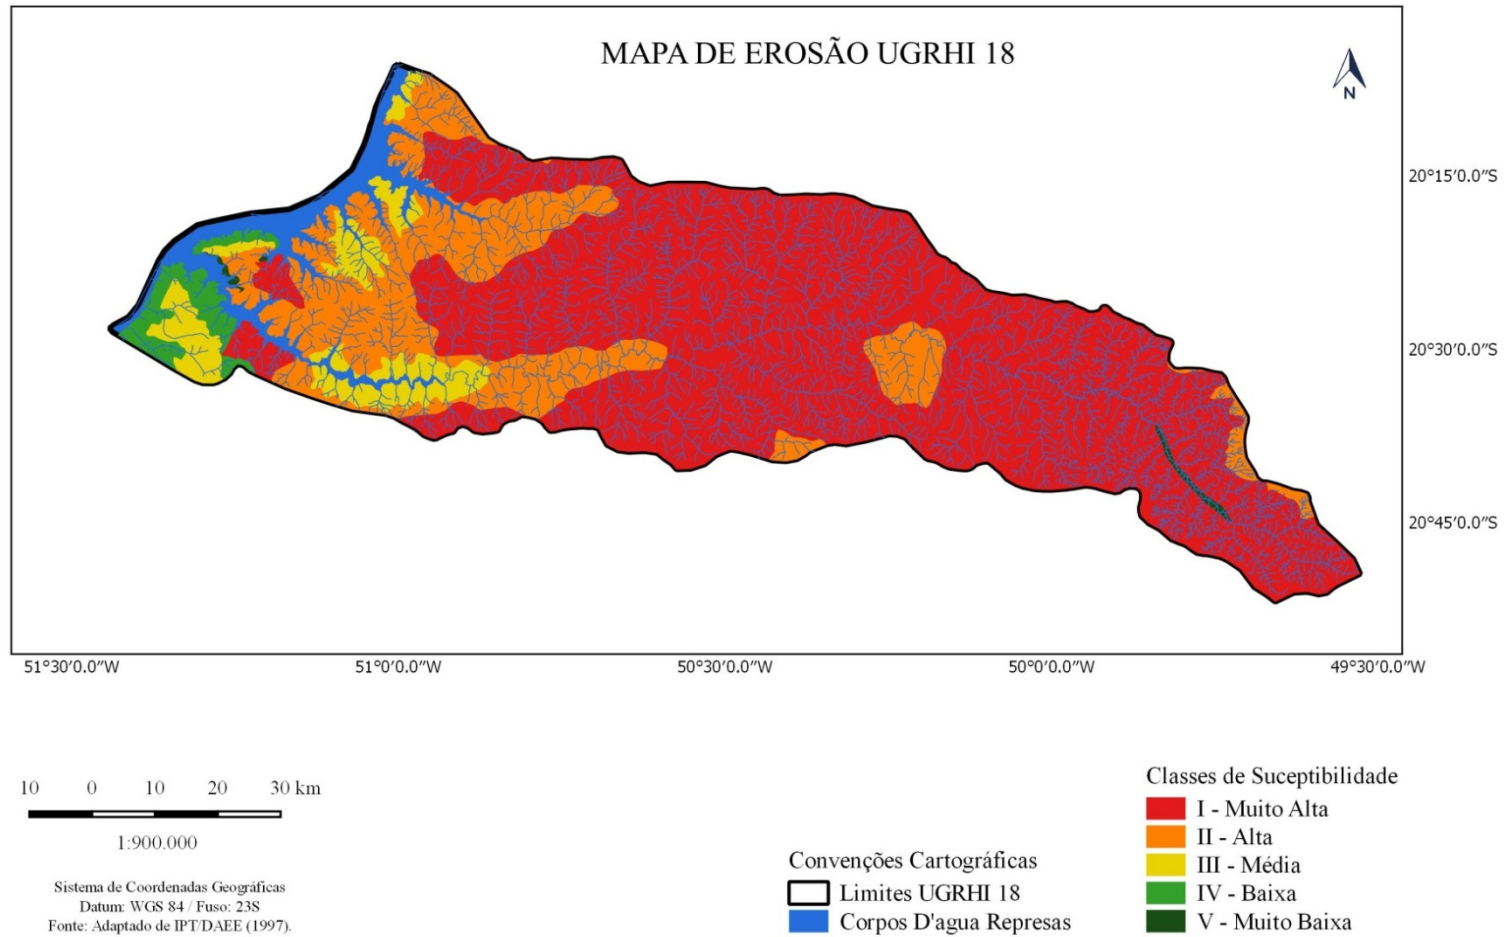 MAPA DE EROSÃO UGRHI 18
N
20°15′0.0″S
20°30′0.0″S
20°45′0.0″S
51°30′0.0″W 51°0′0.0″W 50°30′0.0″W 50°0′0.0″W 49°30′0.0″W
10 0 10 20 30 km
1:900.000
Sistema de Coordenadas Geográficas
Datum: WGS 84 / Fuso: 23S
Fonte: Adaptado de IPT/DAEE (1997).
Convenções Cartográficas
Limites UGRHI 18
Corpos D'agua Represas
Classes de Suceptibilidade
I - Muito Alta
II - Alta
III - Média
IV - Baixa
V - Muito Baixa